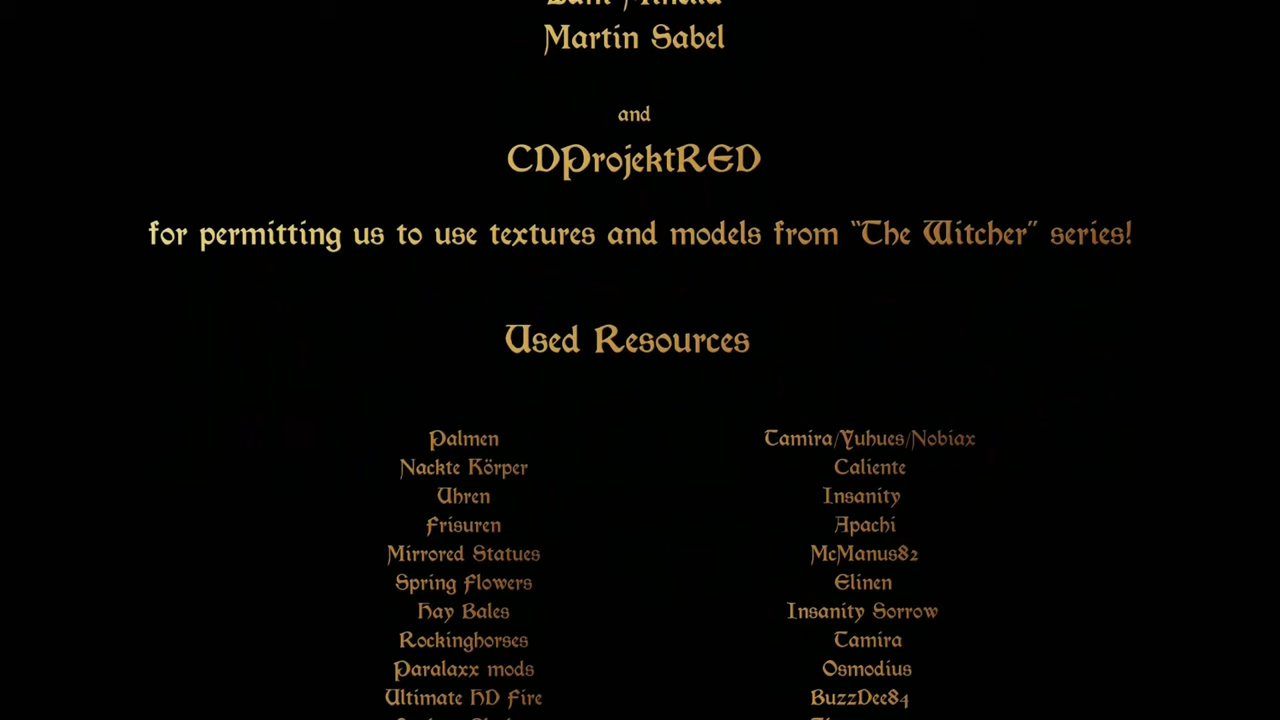 Martin Sabel
and
CDProjektRED
for permitting us to use textures and models from "The Witcher" series!
Used Resources
Palmen Tamira/Yuhues/Nobiax
Nackte Körper Caliente
Uhren Insanity
Frisuren Apachi
Mirrored Statues McManus82
Spring Flowers Elinen
Hay Bales Insanity Sorrow
Rockinghorses Tamira
Paralaxx mods Osmodius
Ultimate HD Fire BuzzDee84